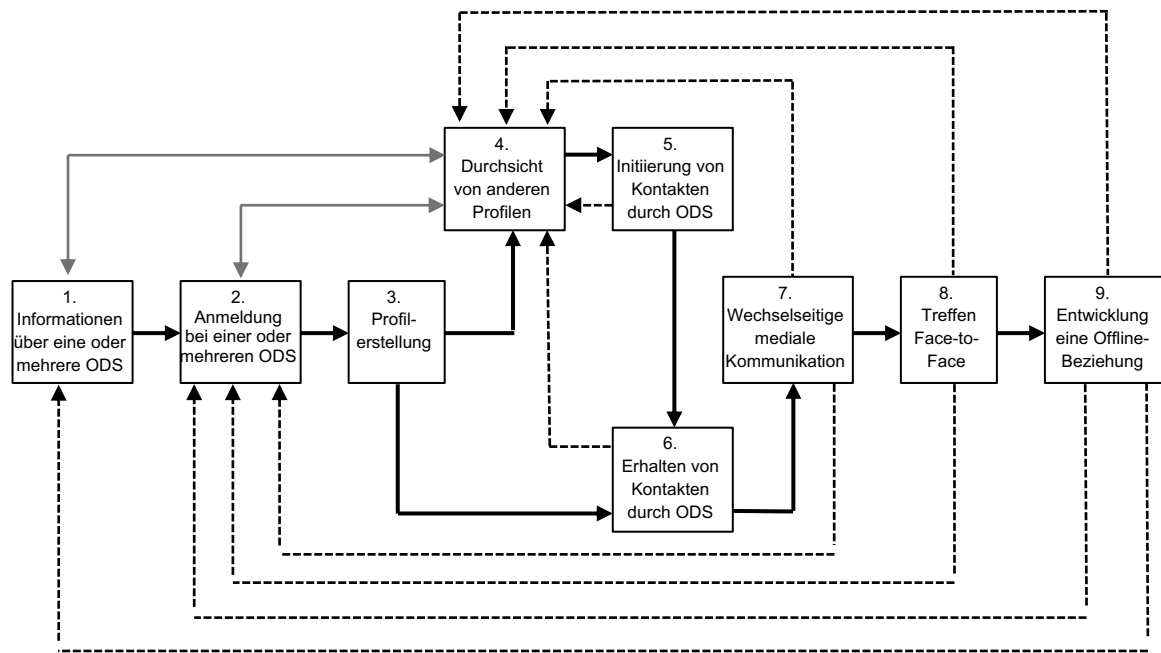 1.
Informationen
über eine oder
mehrere ODS
2.
Anmeldung
bei einer oder
mehreren ODS
3.
Profil-
erstellung
4.
Durchsicht
von anderen
Profilen
5.
Initiierung von
Kontakten
durch ODS
6.
Erhalten von
Kontakten
durch ODS
7.
Wechselseitige
mediale
Kommunikation
8.
Treffen
Face-to-
Face
9.
Entwicklung
eine Offline-
Beziehung